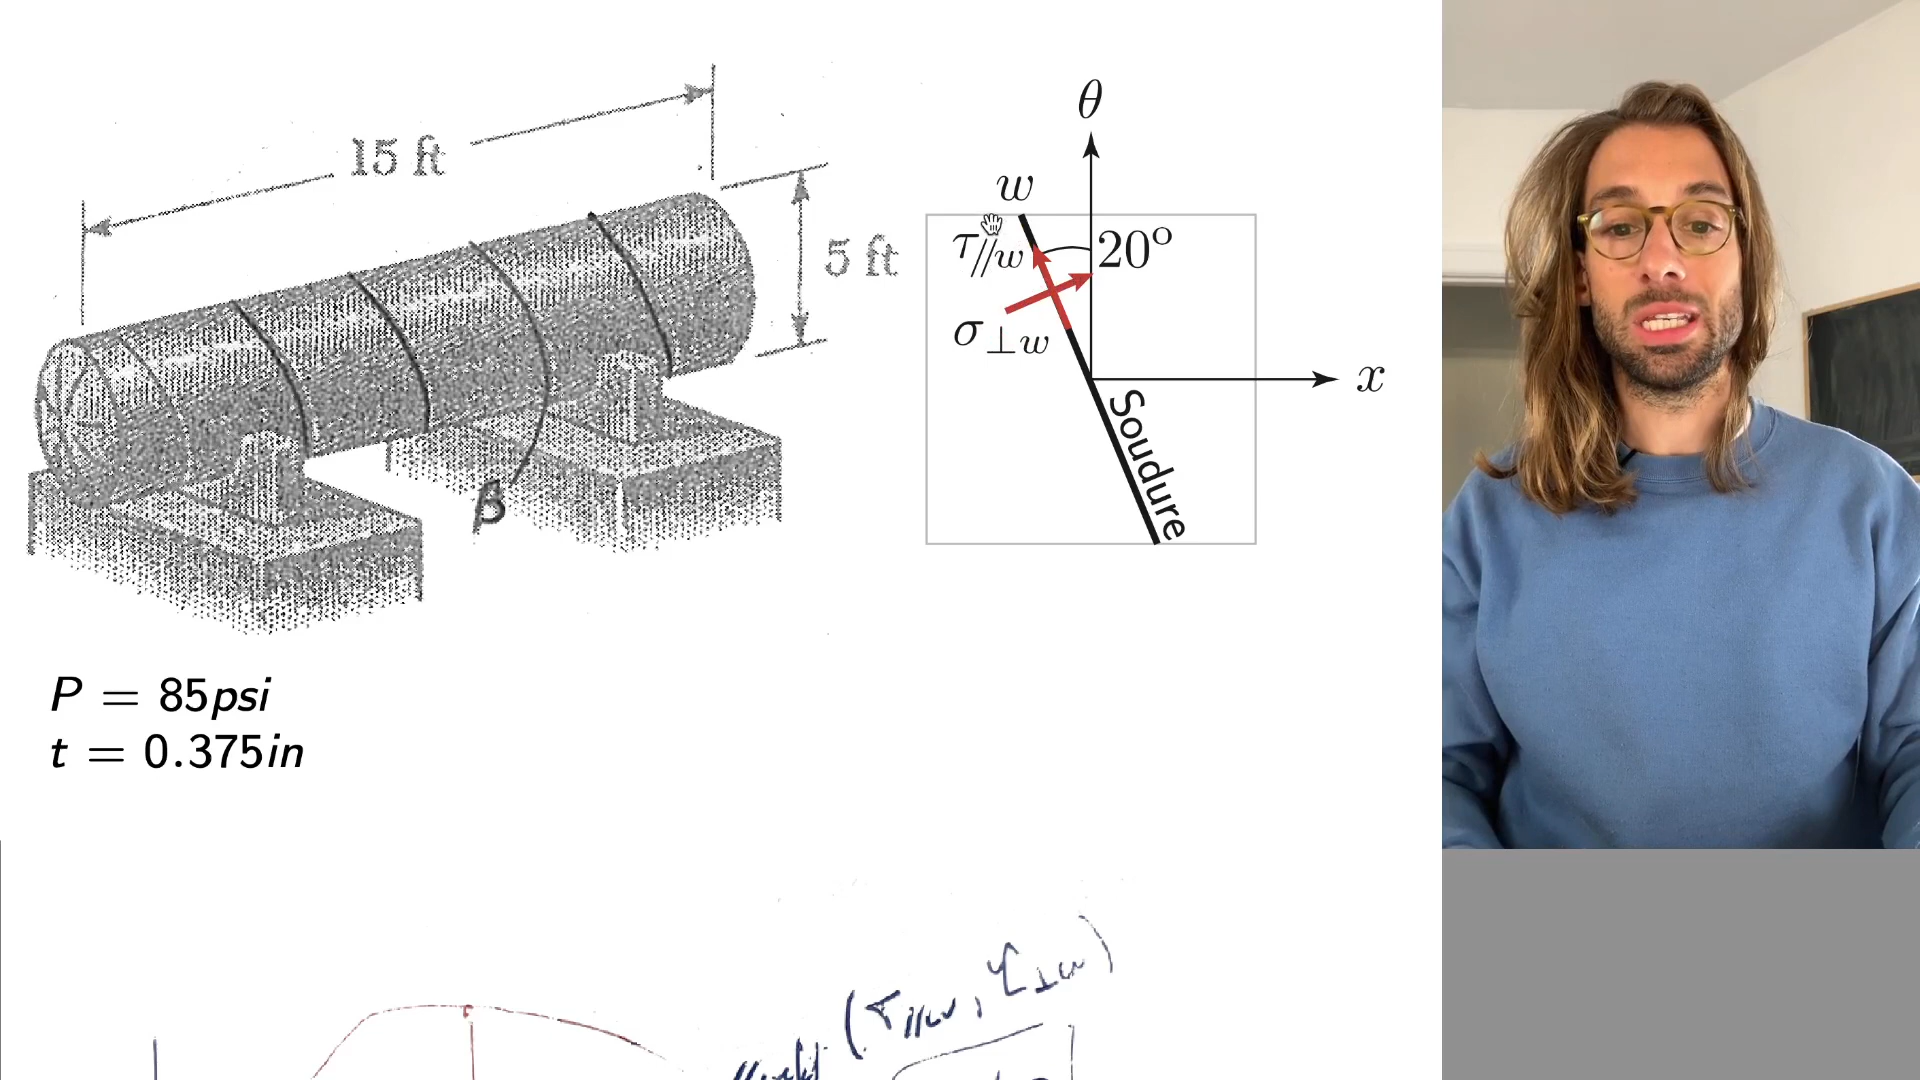 15 ft
5 ft
β
θ
w
τ//w
20°
σ⊥w
x
Soudure
P = 85psi
t = 0.375in